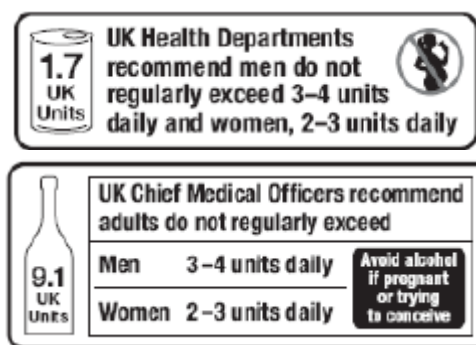 1.7
UK
Units
UK Health Departments
recommend men do not
regularly exceed 3–4 units
daily and women, 2–3 units daily
9.1
UK
Units
UK Chief Medical Officers recommend
adults do not regularly exceed
Men 3–4 units daily
Women 2–3 units daily
Avoid alcohol
if pregnant
or trying
to conceive